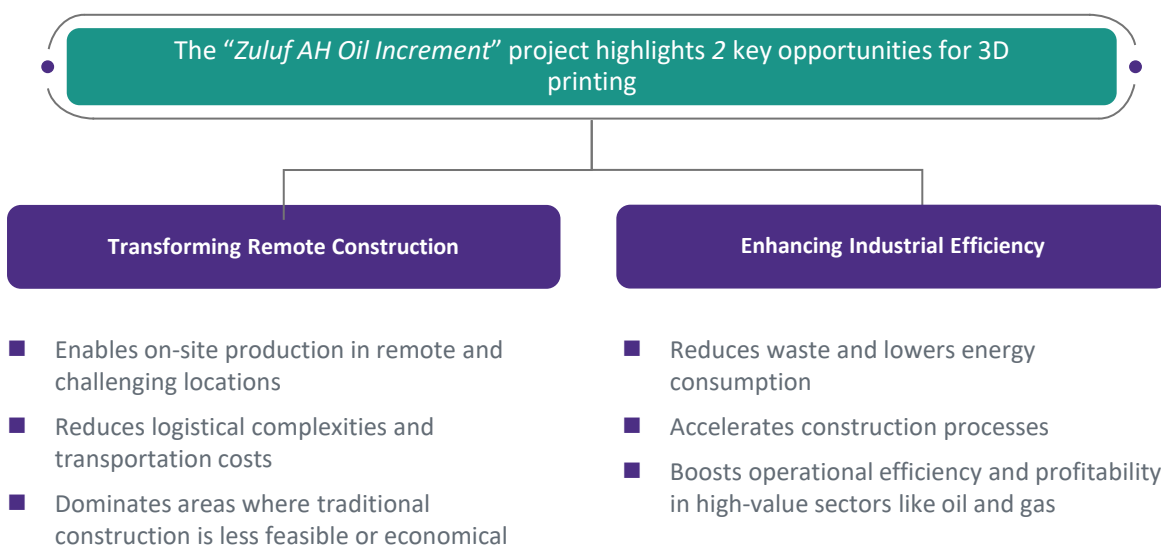 The “Zuluf AH Oil Increment” project highlights 2 key opportunities for 3D
printing
Transforming Remote Construction
Enables on-site production in remote and
challenging locations
Reduces logistical complexities and
transportation costs
Dominates areas where traditional
construction is less feasible or economical
Enhancing Industrial Efficiency
Reduces waste and lowers energy
consumption
Accelerates construction processes
Boosts operational efficiency and profitability
in high-value sectors like oil and gas